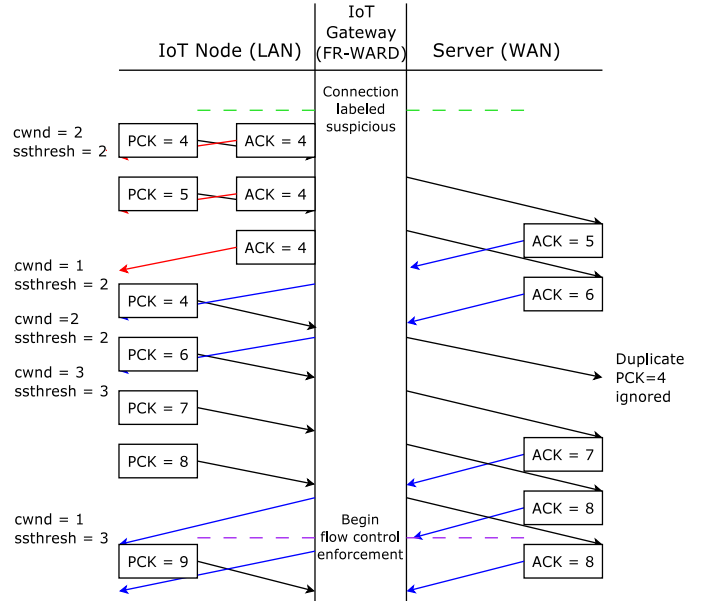 IoT
Gateway
(FR-WARD)
IoT Node (LAN)
Server (WAN)
Connection
labeled
suspicious
cwnd = 2
ssthresh = 2
PCK = 4
ACK = 4
PCK = 5
ACK = 4
ACK = 4
ACK = 5
cwnd = 1
ssthresh = 2
PCK = 4
ACK = 6
cwnd =2
ssthresh = 2
PCK = 6
Duplicate
PCK=4
ignored
cwnd = 3
ssthresh = 3
PCK = 7
PCK = 8
ACK = 7
ACK = 8
cwnd = 1
ssthresh = 3
Begin
flow control
enforcement
PCK = 9
ACK = 8